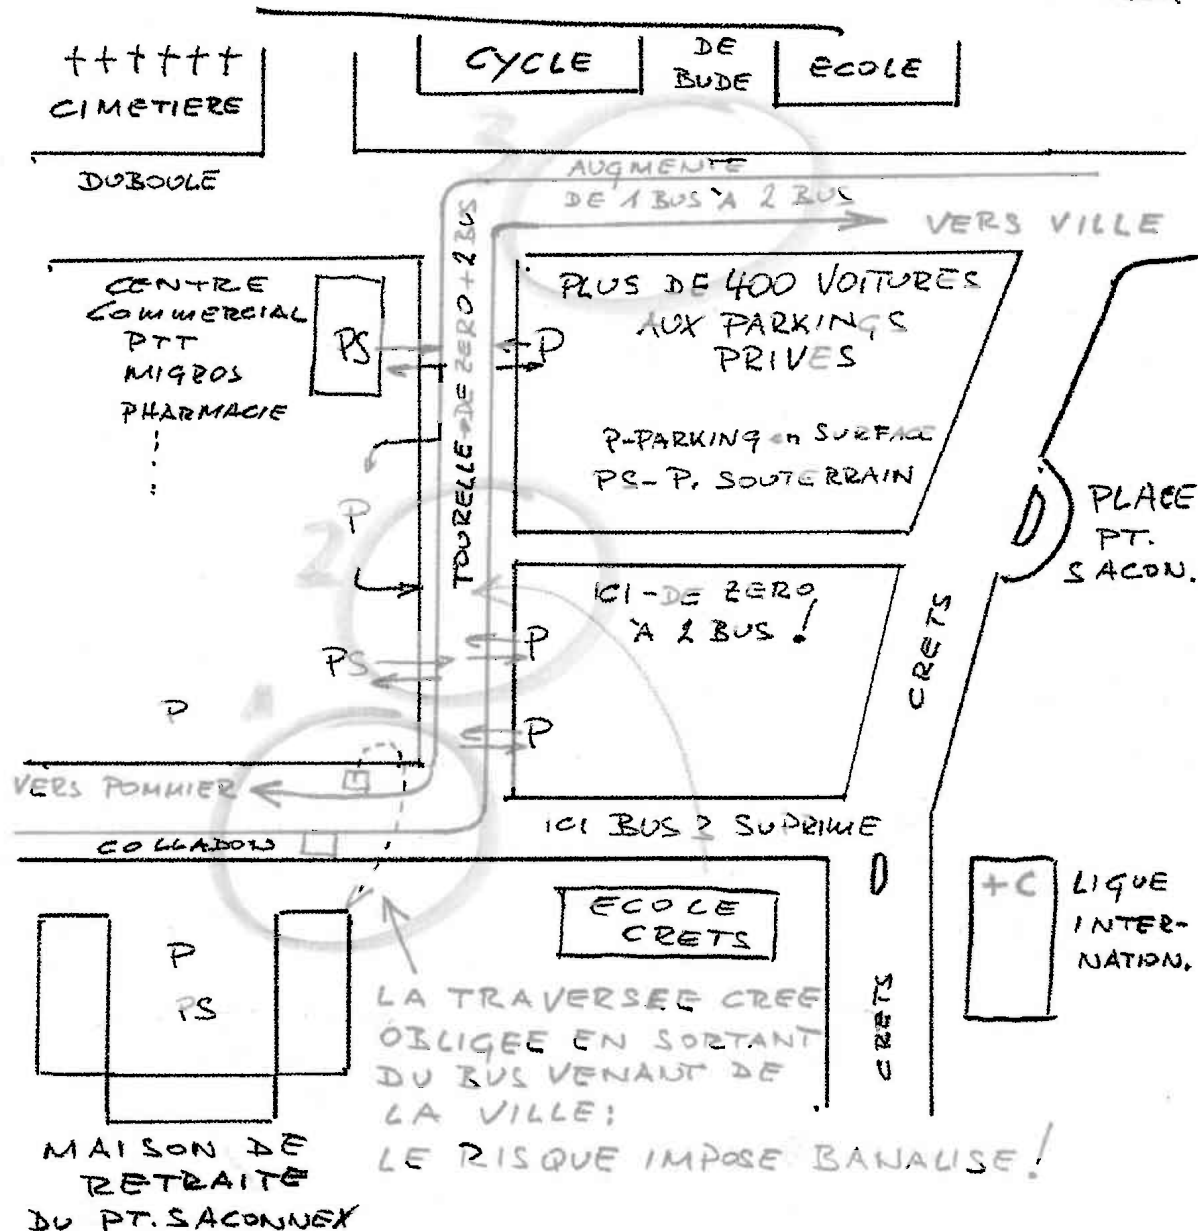 ++++++
CIMETIERE
CYCLE
DE
BUDE
ECOLE
DUBOULE
3
AUGMENTE
DE 1 BUS À 2 BUS
VERS VILLE
CENTRE
COMMERCIAL
PTT
MIGROS
PHARMACIE
PS
P
TOURELLE DE ZERO + 2 BUS
PLUS DE 400 VOITURES
AUX PARKINGS
PRIVES
P-PARKING en SURFACE
PS-P. SOUTERRAIN
P
2
PLACE
PT.
SACON.
ICI-DE ZERO
À 2 BUS!
CRETS
PS
P
P
P
1
VERS POMMIER
COLLADON
ICI BUS 2 SUPRIME
ECOLE
CRETS
+C
LIGUE
INTER-
NATION.
CRETS
P
PS
LA TRAVERSEE CREE
OBLIGEE EN SORTANT
DU BUS VENANT DE
LA VILLE:
LE RISQUE IMPOSE BANALISE!
MAISON DE
RETRAITE
DU PT. SACONNEX